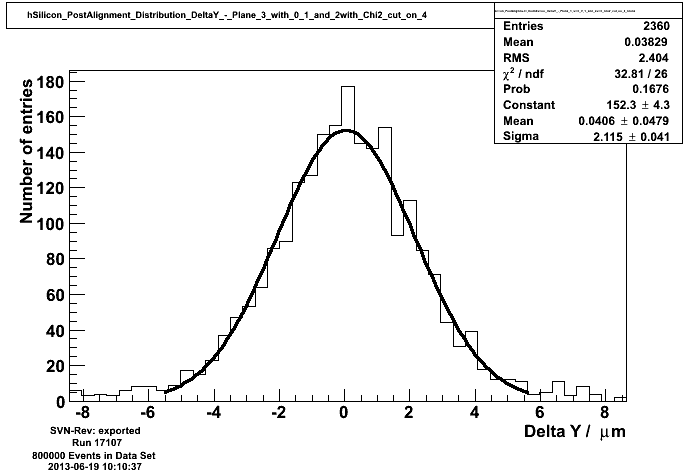 hSilicon_PostAlignment_Distribution_DeltaY_-_Plane_3_with_0_1_and_2with_Chi2_cut_on_4
Entries 2360
Mean 0.03829
RMS 2.404
χ² / ndf 32.81 / 26
Prob 0.1676
Constant 152.3 ± 4.3
Mean 0.0406 ± 0.0479
Sigma 2.115 ± 0.041
Number of entries
180
160
140
120
100
80
60
40
20
0
-8 -6 -4 -2 0 2 4 6 8
Delta Y / μm
SVN-Rev: exported
Run 17107
800000 Events in Data Set
2013-06-19 10:10:37